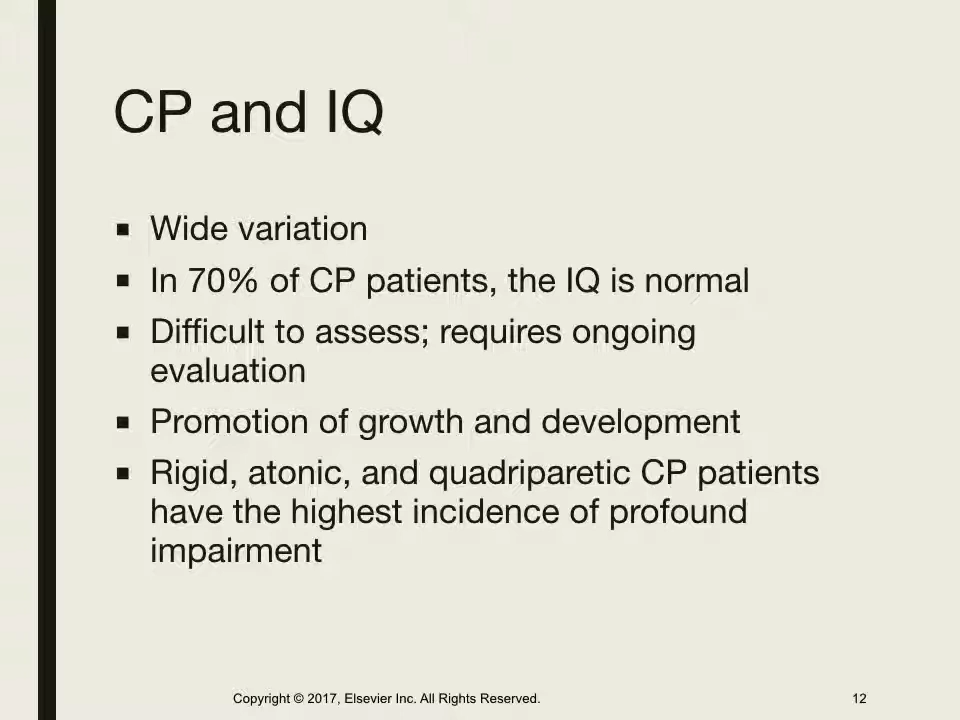 CP and IQ
▪ Wide variation
▪ In 70% of CP patients, the IQ is normal
▪ Difficult to assess; requires ongoing
evaluation
▪ Promotion of growth and development
▪ Rigid, atonic, and quadriparetic CP patients
have the highest incidence of profound
impairment
Copyright © 2017, Elsevier Inc. All Rights Reserved.
12